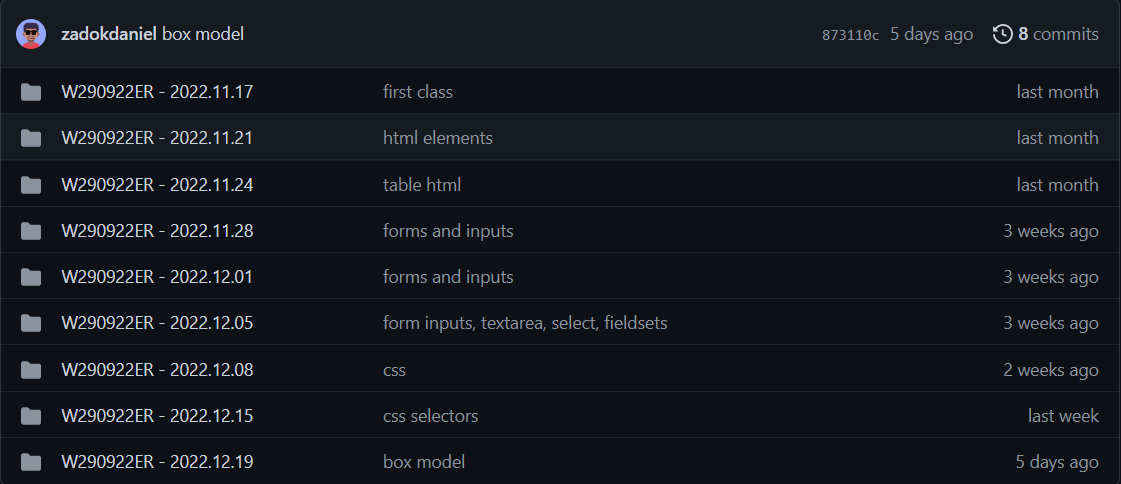 zadokdaniel box model 873110c 5 days ago 8 commits
W290922ER - 2022.11.17 first class last month
W290922ER - 2022.11.21 html elements last month
W290922ER - 2022.11.24 table html last month
W290922ER - 2022.11.28 forms and inputs 3 weeks ago
W290922ER - 2022.12.01 forms and inputs 3 weeks ago
W290922ER - 2022.12.05 form inputs, textarea, select, fieldsets 3 weeks ago
W290922ER - 2022.12.08 css 2 weeks ago
W290922ER - 2022.12.15 css selectors last week
W290922ER - 2022.12.19 box model 5 days ago